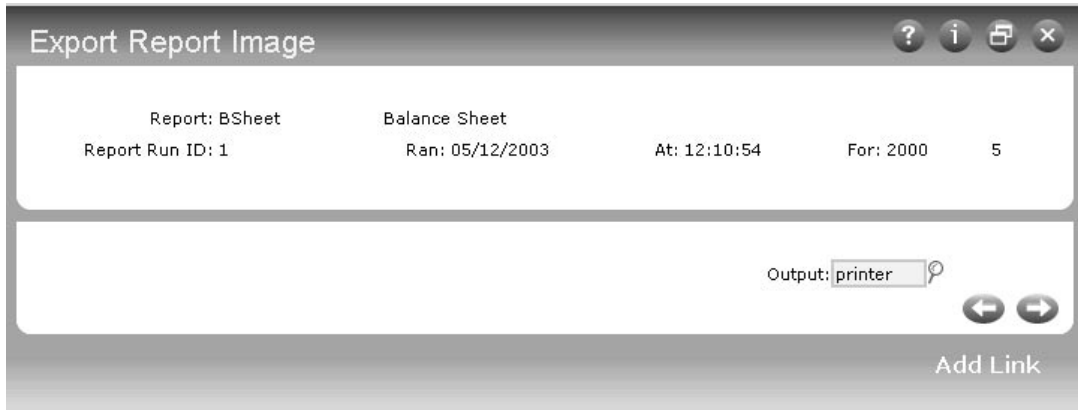 Export Report Image
Report: BSheet Balance Sheet
Report Run ID: 1 Ran: 05/12/2003 At: 12:10:54 For: 2000 5
Output: printer
Add Link